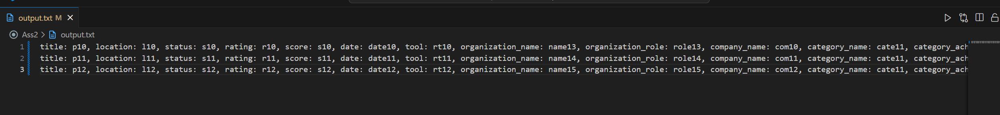 output.txt M
Ass2 > output.txt
1 title: p10, location: l10, status: s10, rating: r10, score: s10, date: date10, tool: rt10, organization_name: name13, organization_role: role13, company_name: com10, category_name: cate11, category_ach
2 title: p11, location: l11, status: s11, rating: r11, score: s11, date: date11, tool: rt11, organization_name: name14, organization_role: role14, company_name: com11, category_name: cate11, category_ach
3 title: p12, location: l12, status: s12, rating: r12, score: s12, date: date12, tool: rt12, organization_name: name15, organization_role: role15, company_name: com12, category_name: cate11, category_ach